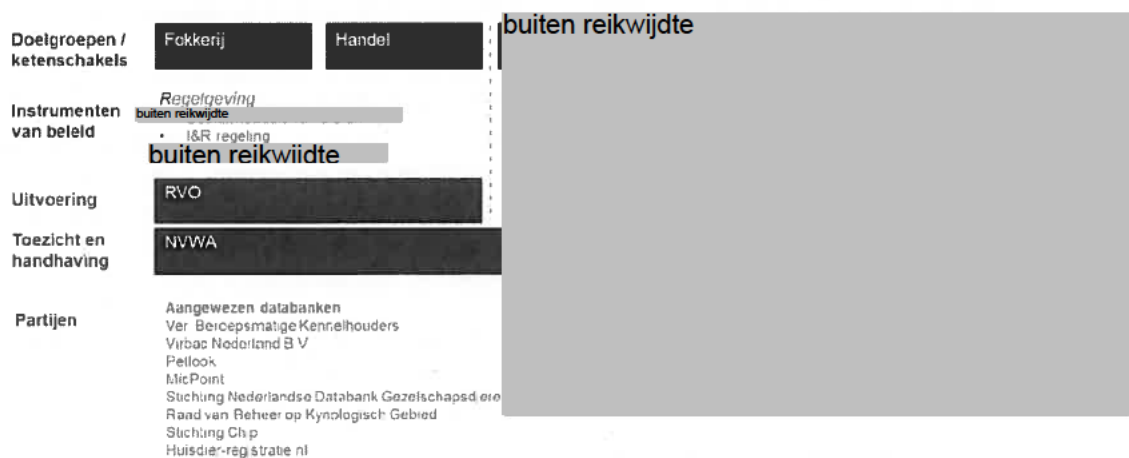 Doelgroepen /
ketenschakels
Fokkerij
Handel
buiten reikwijdte
Instrumenten
van beleid
Regelgeving
buiten reikwijdte
• I&R regeling
buiten reikwijdte
Uitvoering
RVO
Toezicht en
handhaving
NVWA
Partijen
Aangewezen databanken
Ver Beroepsmatige Kennelhouders
Virbac Nederland B V
Petlook
MicPoint
Stichting Nederlandse Databank Gezelschapsdiere
Raad van Beheer op Kynologisch Gebied
Stichting Chip
Huisdier-registratie nl